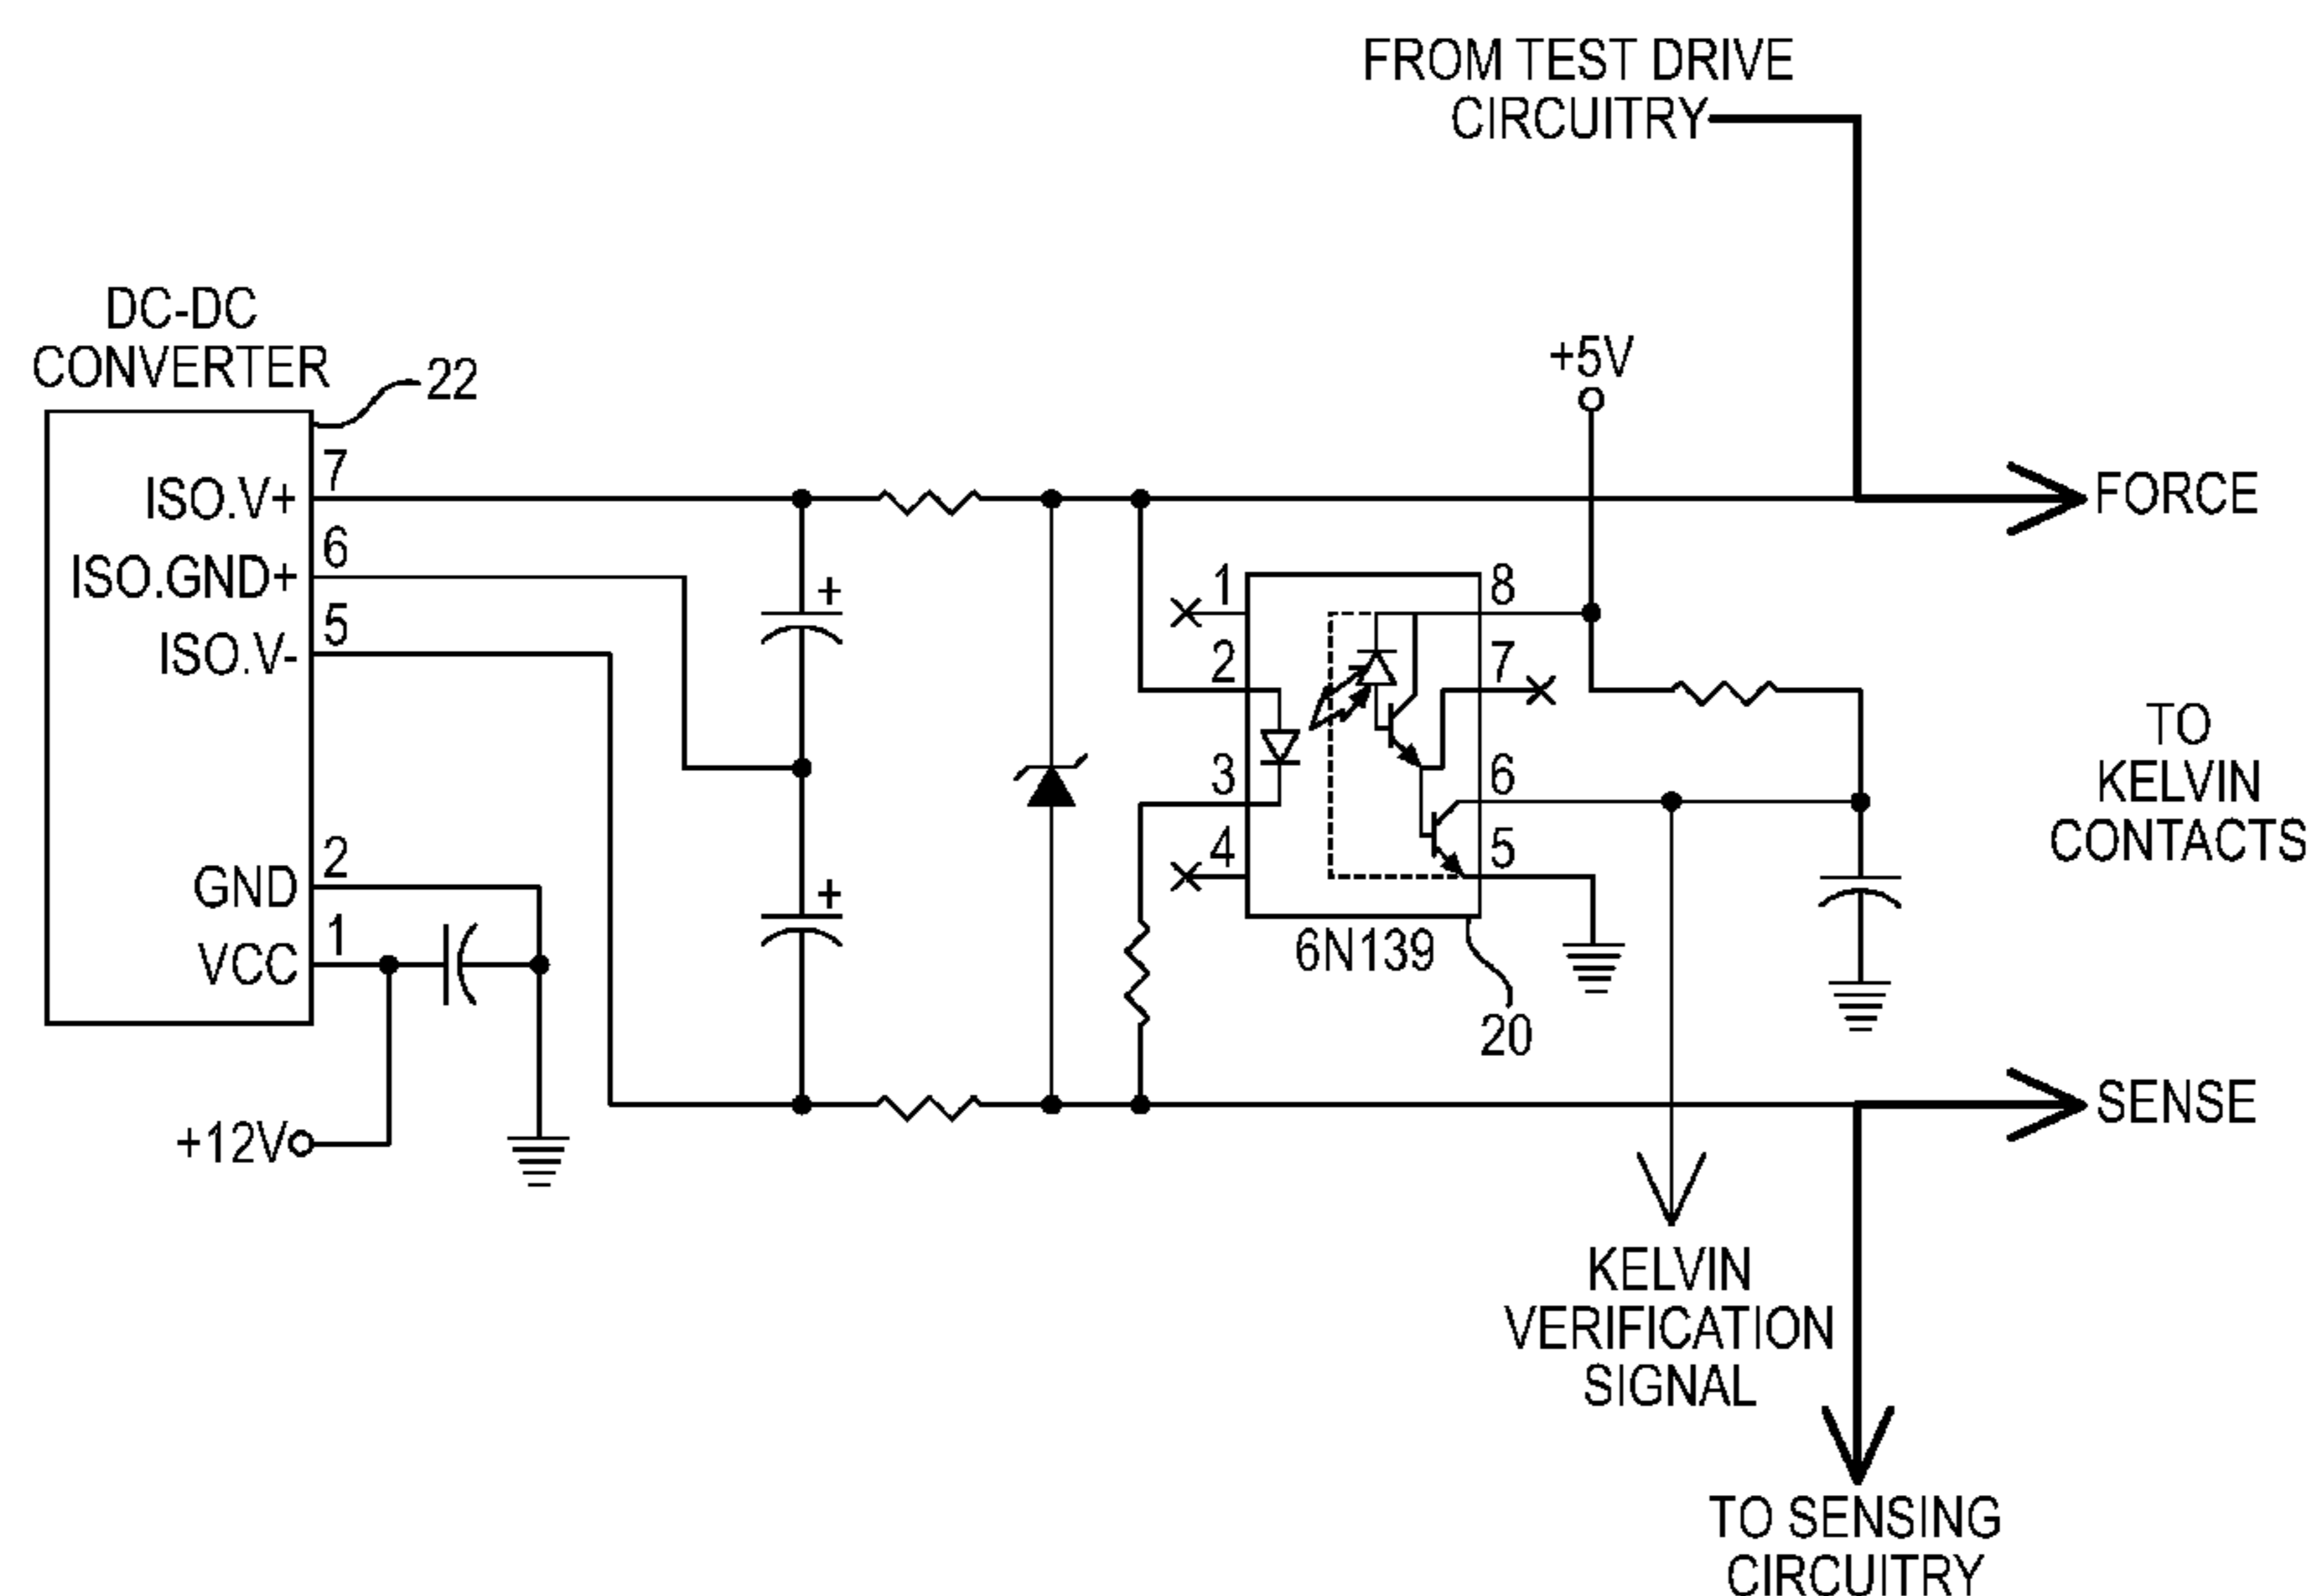 FROM TEST DRIVE
CIRCUITRY
DC-DC
CONVERTER
22
+5V
7
ISO.V+
FORCE
6
ISO.GND+
5
ISO.V-
+
1
8
2
7
3
6
4
5
TO
KELVIN
CONTACTS
2
GND
1
VCC
+
6N139
20
+12V
SENSE
KELVIN
VERIFICATION
SIGNAL
TO SENSING
CIRCUITRY